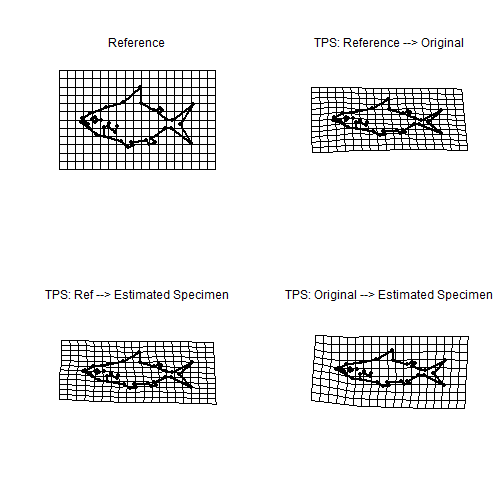 Reference
TPS: Reference --> Original
TPS: Ref --> Estimated Specimen
TPS: Original --> Estimated Specimen